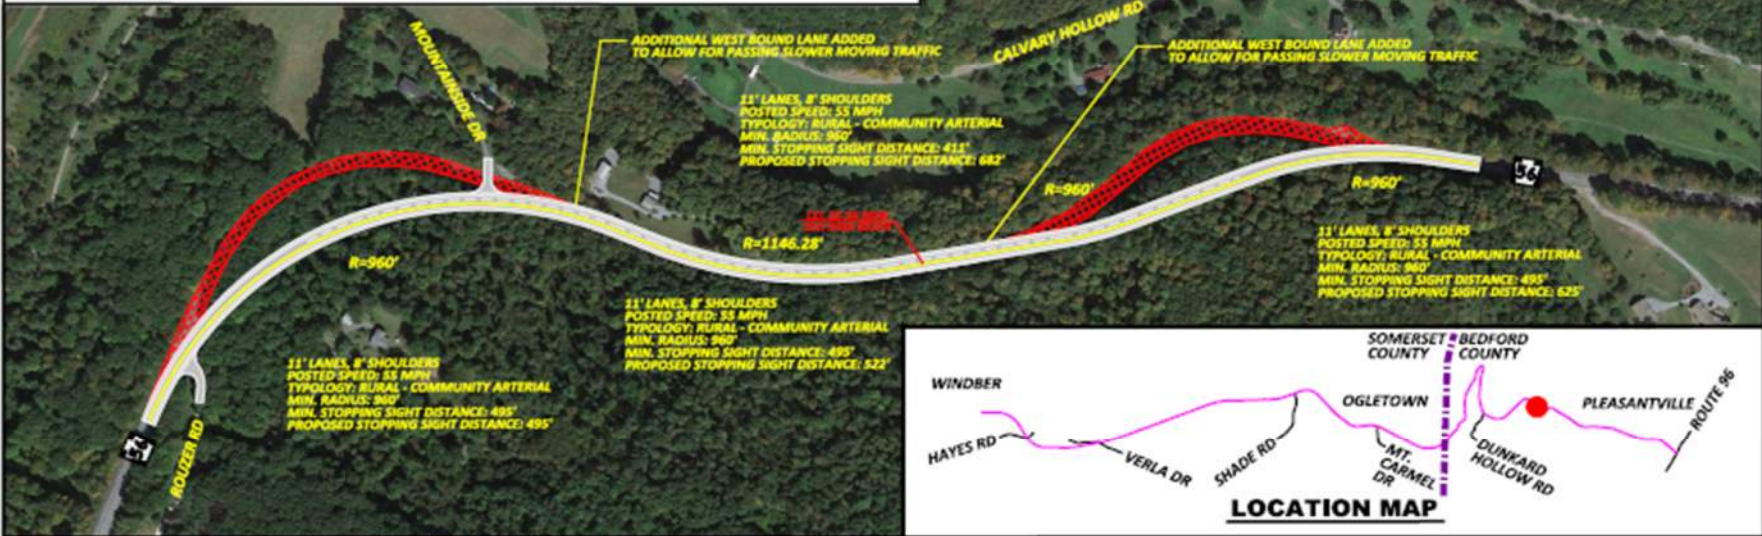 MOUNTAINSIDE DR
ADDITIONAL WEST BOUND LANE ADDED
TO ALLOW FOR PASSING SLOWER MOVING TRAFFIC
CALVARY HOLLOW RD
ADDITIONAL WEST BOUND LANE ADDED
TO ALLOW FOR PASSING SLOWER MOVING TRAFFIC
11' LANES, 8' SHOULDERS
POSTED SPEED: 55 MPH
TYPOLOGY: RURAL - COMMUNITY ARTERIAL
MIN. RADIUS: 960'
MIN. STOPPING SIGHT DISTANCE: 411'
PROPOSED STOPPING SIGHT DISTANCE: 682'
56
R=960'
R=960'
R=1146.28'
R=960'
11' LANES, 8' SHOULDERS
POSTED SPEED: 55 MPH
TYPOLOGY: RURAL - COMMUNITY ARTERIAL
MIN. RADIUS: 960'
MIN. STOPPING SIGHT DISTANCE: 495'
PROPOSED STOPPING SIGHT DISTANCE: 625'
11' LANES, 8' SHOULDERS
POSTED SPEED: 55 MPH
TYPOLOGY: RURAL - COMMUNITY ARTERIAL
MIN. RADIUS: 960'
MIN. STOPPING SIGHT DISTANCE: 495'
PROPOSED STOPPING SIGHT DISTANCE: 522'
11' LANES, 8' SHOULDERS
POSTED SPEED: 55 MPH
TYPOLOGY: RURAL - COMMUNITY ARTERIAL
MIN. RADIUS: 960'
MIN. STOPPING SIGHT DISTANCE: 495'
PROPOSED STOPPING SIGHT DISTANCE: 495'
56
ROUZER RD
SOMERSET BEDFORD
COUNTY COUNTY
WINDBER
OGLETOWN
PLEASANTVILLE
ROUTE 96
HAYES RD
VERLA DR
SHADE RD
MT.
CARMEL
DR
DUNKARD
HOLLOW RD
LOCATION MAP